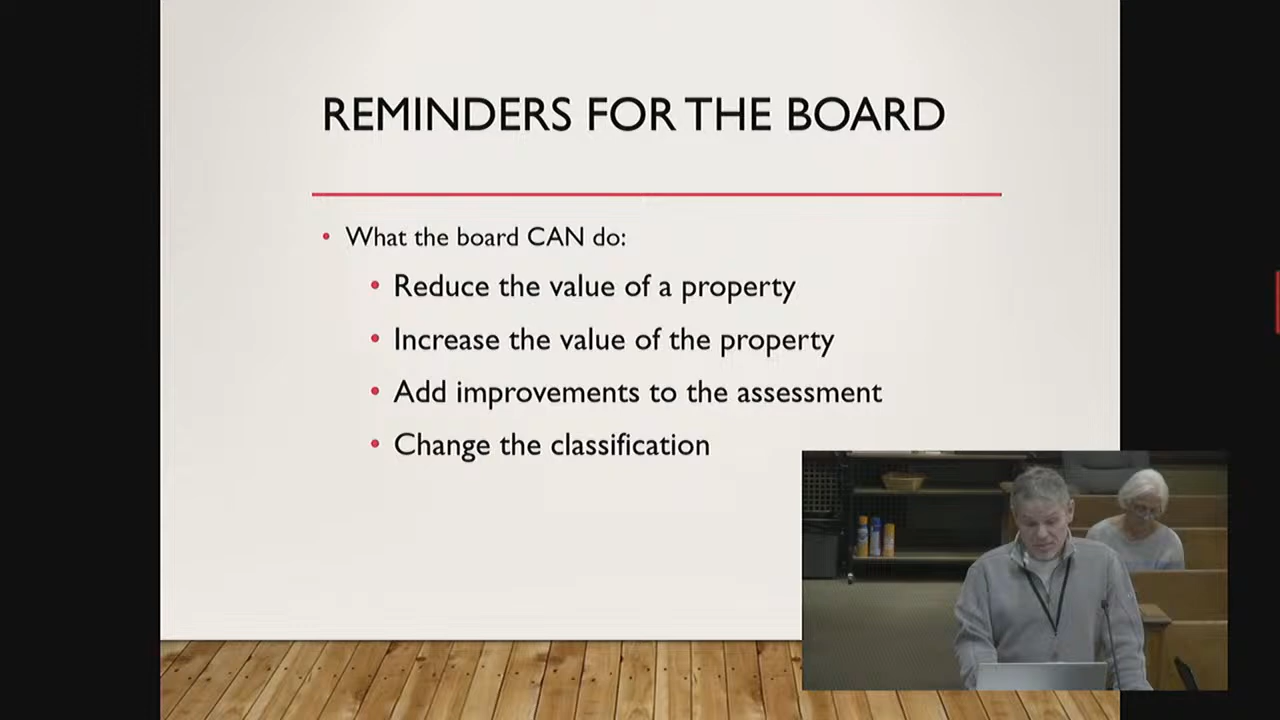 REMINDERS FOR THE BOARD
• What the board CAN do:
• Reduce the value of a property
• Increase the value of the property
• Add improvements to the assessment
• Change the classification